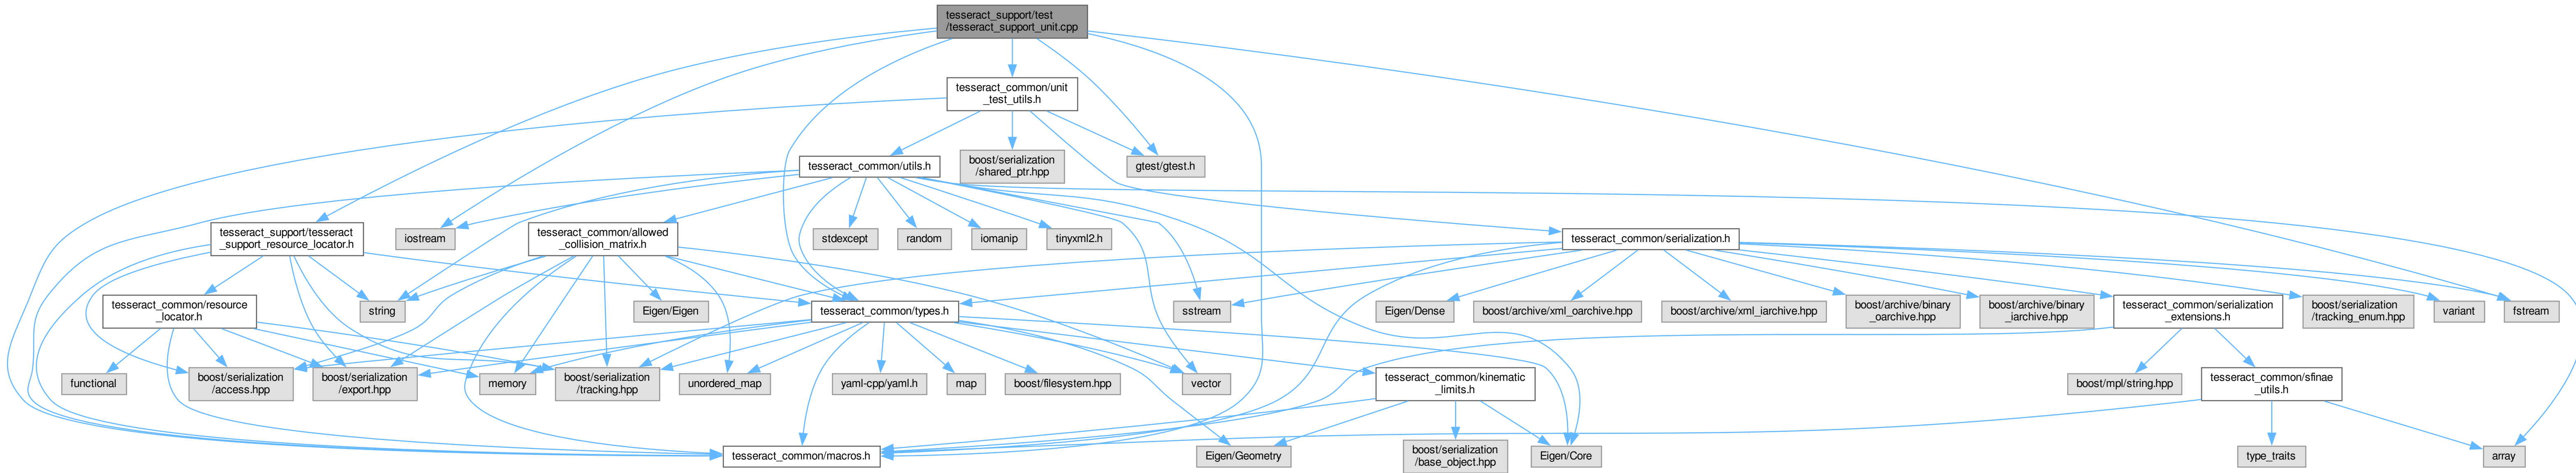 tesseract_support/test
/tesseract_support_unit.cpp
tesseract_common/unit
_test_utils.h
tesseract_common/utils.h
boost/serialization
/shared_ptr.hpp
gtest/gtest.h
tesseract_support/tesseract
_support_resource_locator.h
iostream
tesseract_common/allowed
_collision_matrix.h
stdexcept
random
iomanip
tinyxml2.h
tesseract_common/serialization.h
tesseract_common/resource
_locator.h
string
Eigen/Eigen
tesseract_common/types.h
sstream
Eigen/Dense
boost/archive/xml_oarchive.hpp
boost/archive/xml_iarchive.hpp
boost/archive/binary
_oarchive.hpp
boost/archive/binary
_iarchive.hpp
tesseract_common/serialization
_extensions.h
boost/serialization
/tracking_enum.hpp
variant
fstream
functional
boost/serialization
/access.hpp
boost/serialization
/export.hpp
memory
boost/serialization
/tracking.hpp
unordered_map
yaml-cpp/yaml.h
map
boost/filesystem.hpp
vector
tesseract_common/kinematic
_limits.h
boost/mpl/string.hpp
tesseract_common/sfinae
_utils.h
tesseract_common/macros.h
Eigen/Geometry
boost/serialization
/base_object.hpp
Eigen/Core
type_traits
array